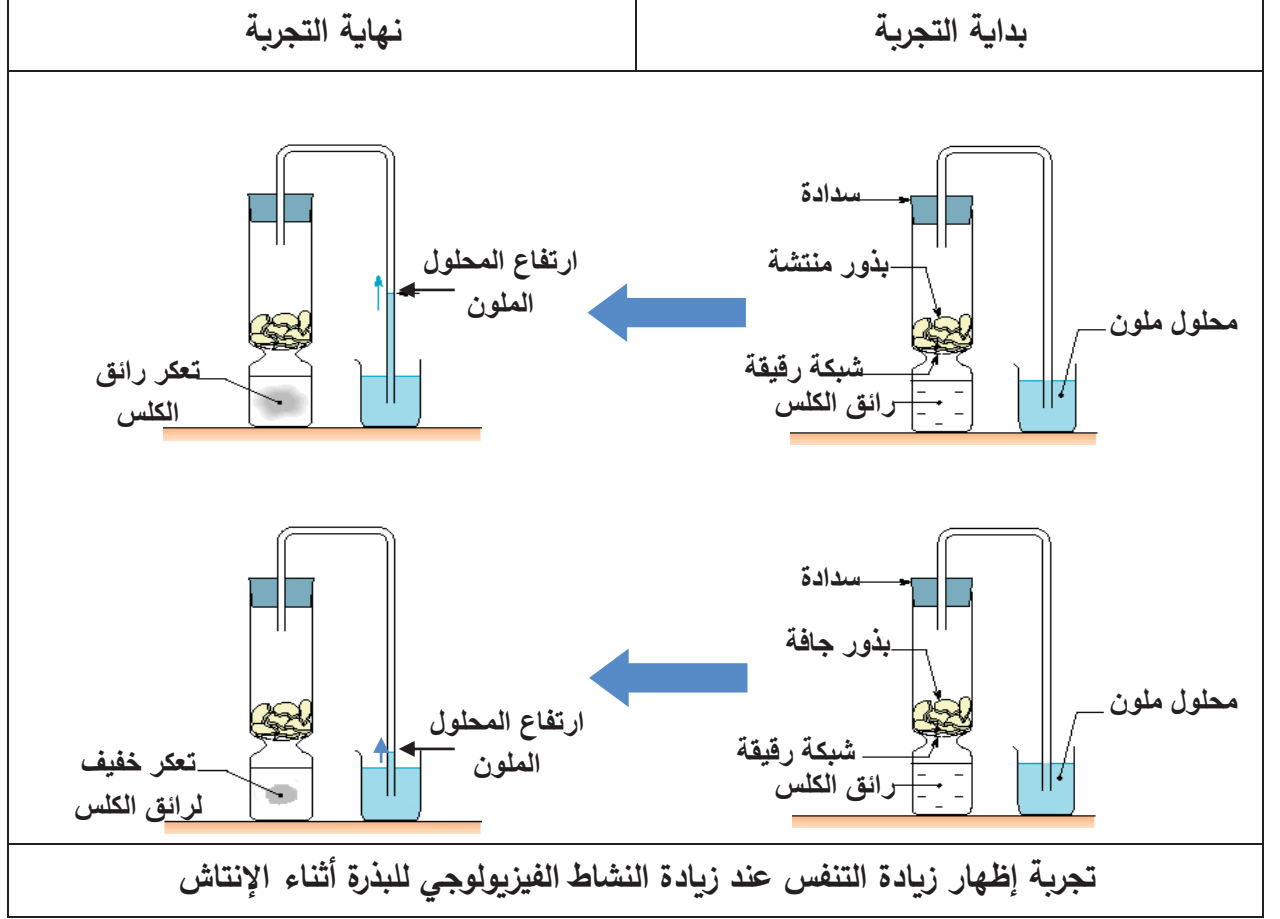 بداية التجربة
نهاية التجربة
سدادة
بذور منتشة
محلول ملون
شبكة رقيقة
رائق الكلس
ارتفاع المحلول
الملون
تعكر رائق
الكلس
سدادة
بذور جافة
محلول ملون
شبكة رقيقة
رائق الكلس
ارتفاع المحلول
الملون
تعكر خفيف
لرائق الكلس
تجربة إظهار زيادة التنفس عند زيادة النشاط الفيزيولوجي للبذرة أثناء الإنتاش